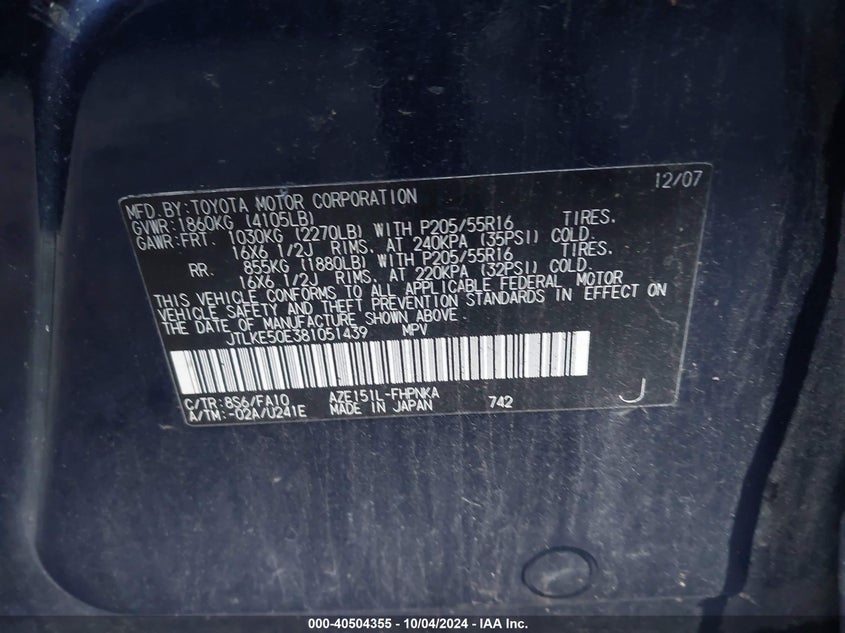 12/07
MFD.BY:TOYOTA MOTOR CORPORATION
GVWR:1860KG (4105LB)
GAWR:FRT. 1030KG (2270LB) WITH P205/55R16 TIRES.
16X6 1/2J RIMS. AT 240KPA (35PSI) COLD.
RR. 855KG (1880LB) WITH P205/55R16 TIRES.
16X6 1/2J RIMS. AT 220KPA (32PSI) COLD.
THIS VEHICLE CONFORMS TO ALL APPLICABLE FEDERAL MOTOR
VEHICLE SAFETY AND THEFT PREVENTION STANDARDS IN EFFECT ON
THE DATE OF MANUFACTURE SHOWN ABOVE.
JTLKE50E381051439 MPV
C/TR:8S6/FA10 AZE151L-FHPNKA
A/TM:-02A/U241E MADE IN JAPAN 742
J
000-40504355 - 10/04/2024 - IAA Inc.